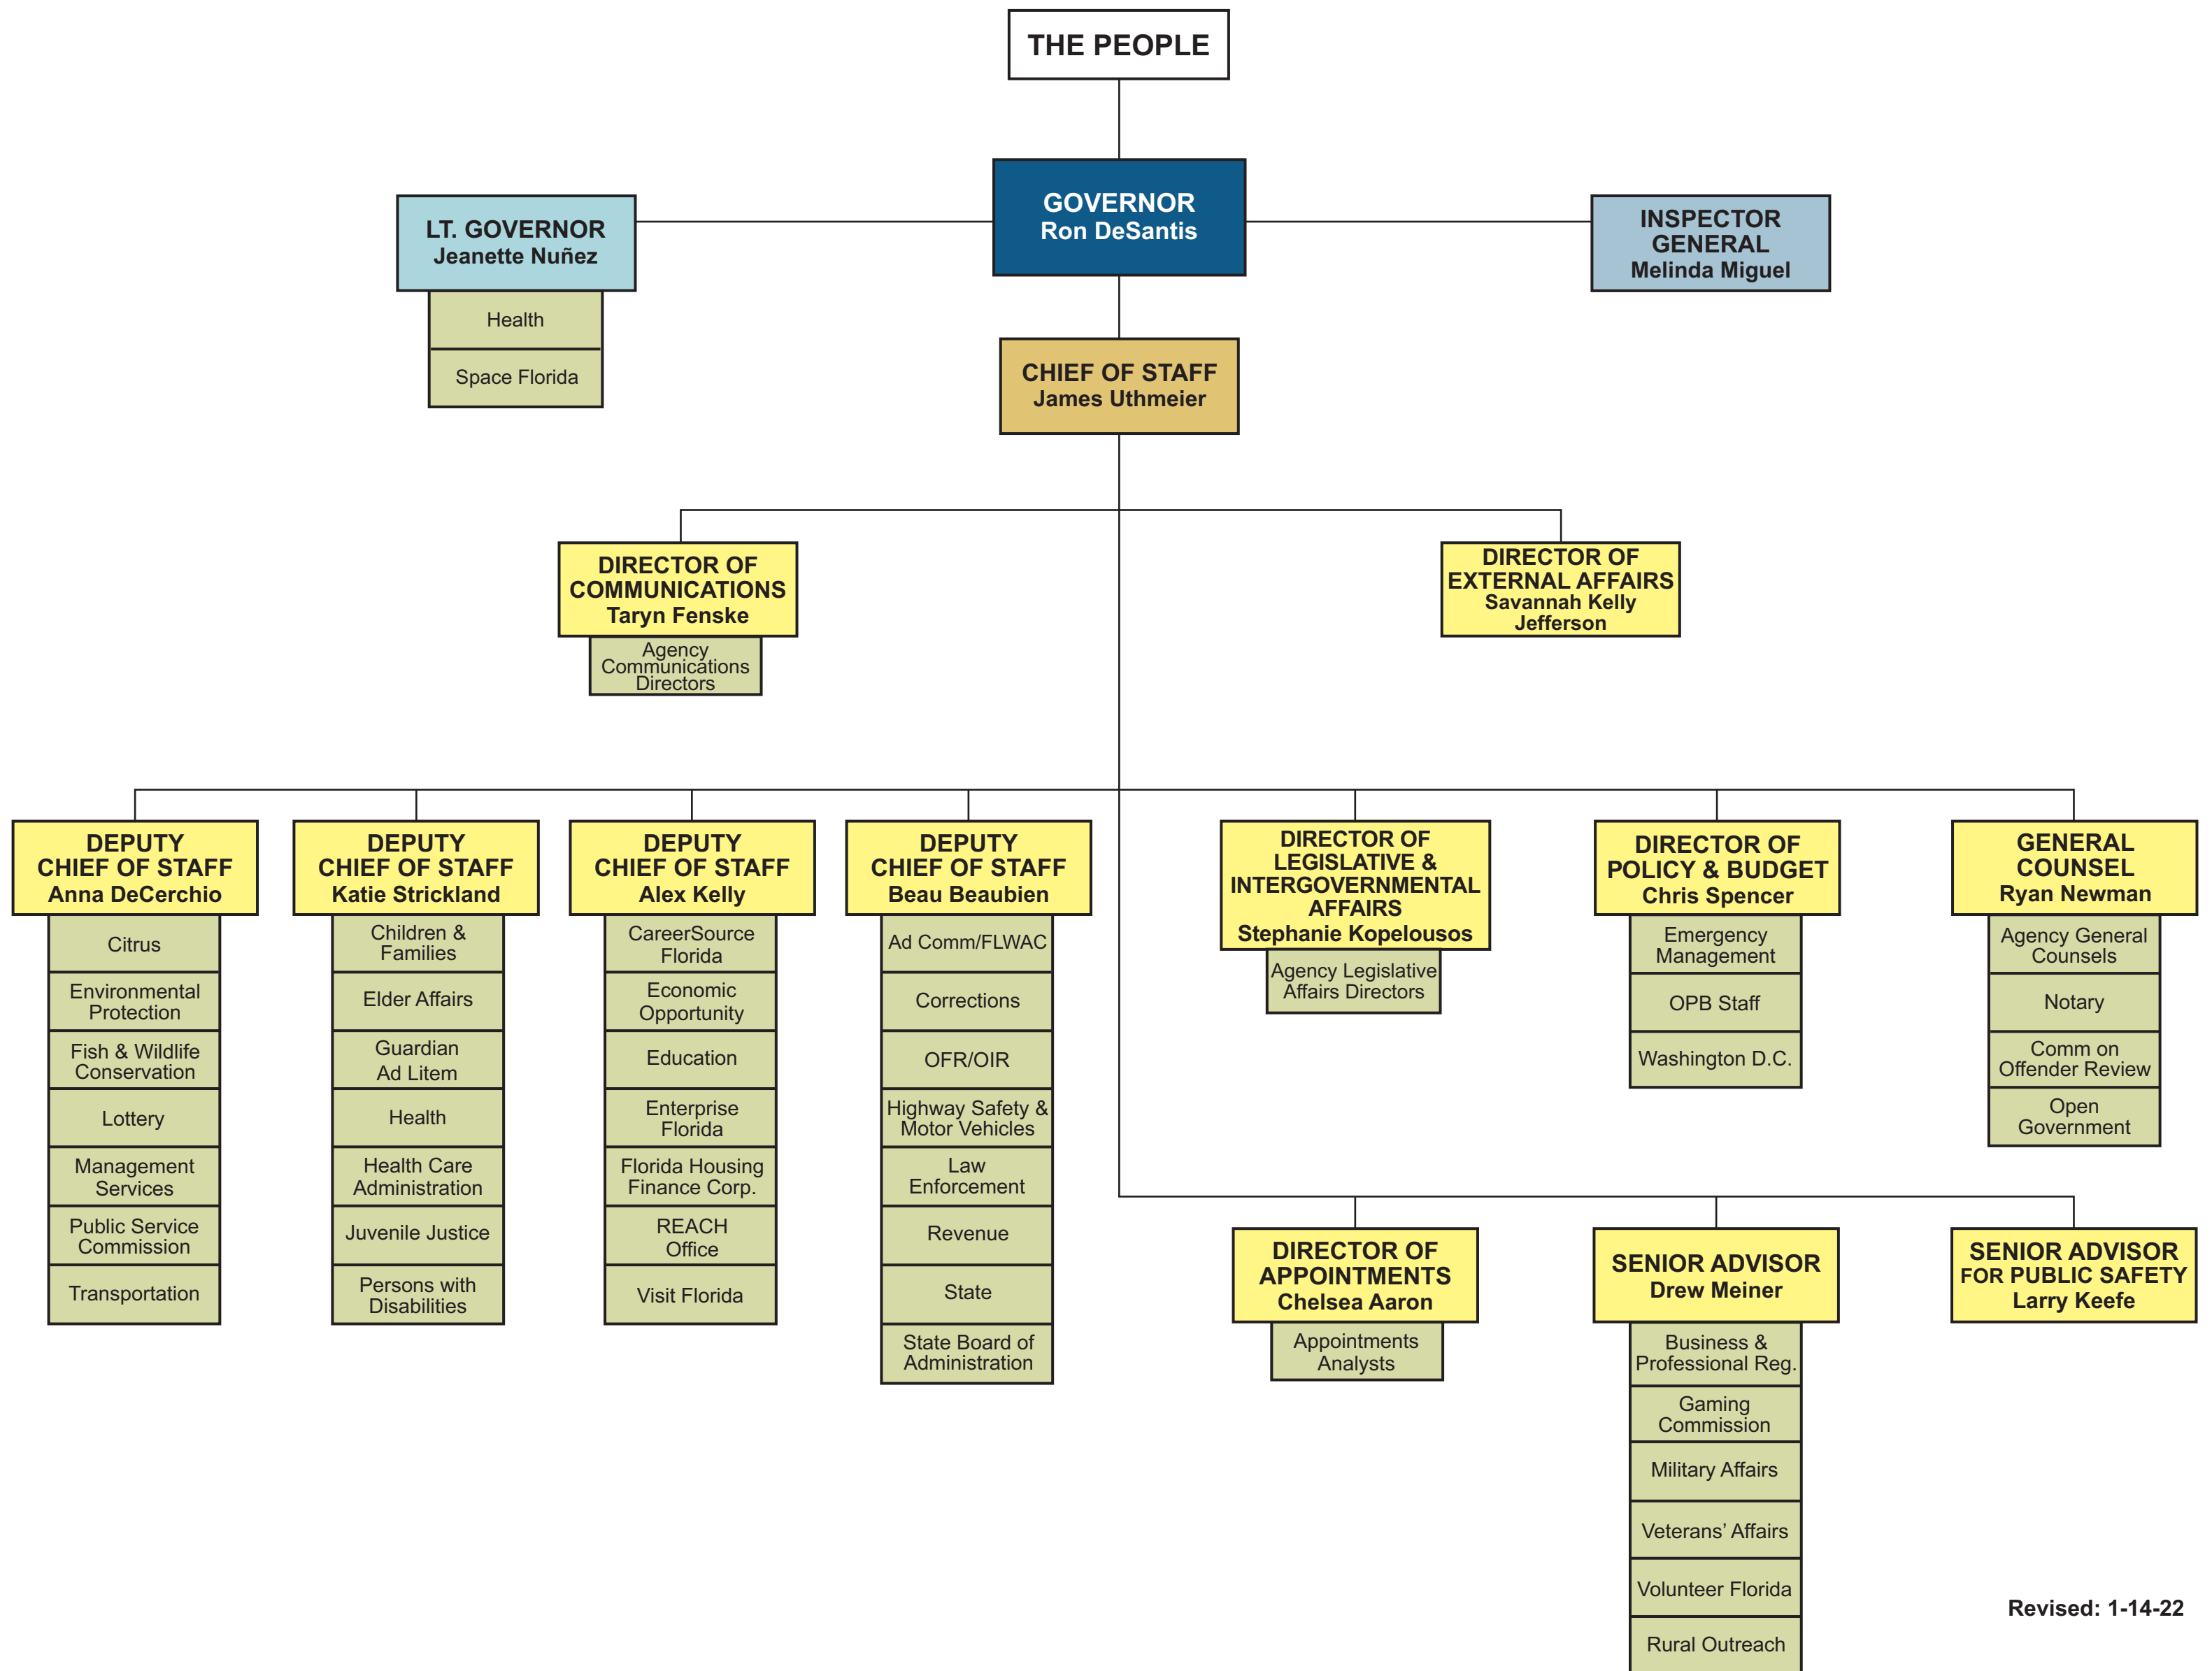 THE PEOPLE
GOVERNOR
Ron DeSantis
LT. GOVERNOR
Jeanette Nuñez
Health
Space Florida
INSPECTOR
GENERAL
Melinda Miguel
CHIEF OF STAFF
James Uthmeier
DIRECTOR OF
COMMUNICATIONS
Taryn Fenske
Agency
Communications
Directors
DIRECTOR OF
EXTERNAL AFFAIRS
Savannah Kelly
Jefferson
DEPUTY
CHIEF OF STAFF
Anna DeCerchio
Citrus
Environmental
Protection
Fish & Wildlife
Conservation
Lottery
Management
Services
Public Service
Commission
Transportation
DEPUTY
CHIEF OF STAFF
Katie Strickland
Children &
Families
Elder Affairs
Guardian
Ad Litem
Health
Health Care
Administration
Juvenile Justice
Persons with
Disabilities
DEPUTY
CHIEF OF STAFF
Alex Kelly
CareerSource
Florida
Economic
Opportunity
Education
Enterprise
Florida
Florida Housing
Finance Corp.
REACH
Office
Visit Florida
DEPUTY
CHIEF OF STAFF
Beau Beaubien
Ad Comm/FLWAC
Corrections
OFR/OIR
Highway Safety &
Motor Vehicles
Law
Enforcement
Revenue
State
State Board of
Administration
DIRECTOR OF
LEGISLATIVE &
INTERGOVERNMENTAL
AFFAIRS
Stephanie Kopelousos
Agency Legislative
Affairs Directors
DIRECTOR OF
POLICY & BUDGET
Chris Spencer
Emergency
Management
OPB Staff
Washington D.C.
GENERAL
COUNSEL
Ryan Newman
Agency General
Counsels
Notary
Comm on
Offender Review
Open
Government
DIRECTOR OF
APPOINTMENTS
Chelsea Aaron
Appointments
Analysts
SENIOR ADVISOR
Drew Meiner
Business &
Professional Reg.
Gaming
Commission
Military Affairs
Veterans’ Affairs
Volunteer Florida
Rural Outreach
SENIOR ADVISOR
FOR PUBLIC SAFETY
Larry Keefe
Revised: 1-14-22